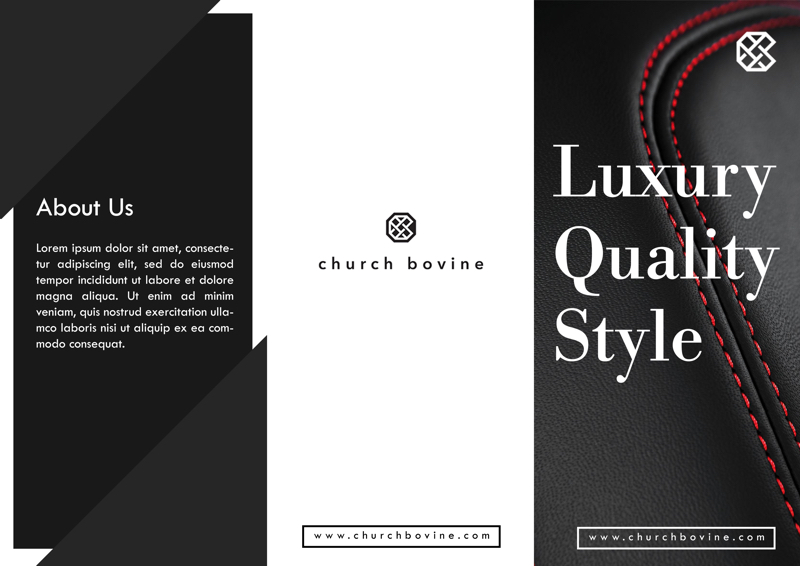 About Us
Lorem ipsum dolor sit amet, consecte-
tur adipiscing elit, sed do eiusmod
tempor incididunt ut labore et dolore
magna aliqua. Ut enim ad minim
veniam, quis nostrud exercitation ulla-
mco laboris nisi ut aliquip ex ea com-
modo consequat.
church bovine
www.churchbovine.com
Luxury
Quality
Style
www.churchbovine.com